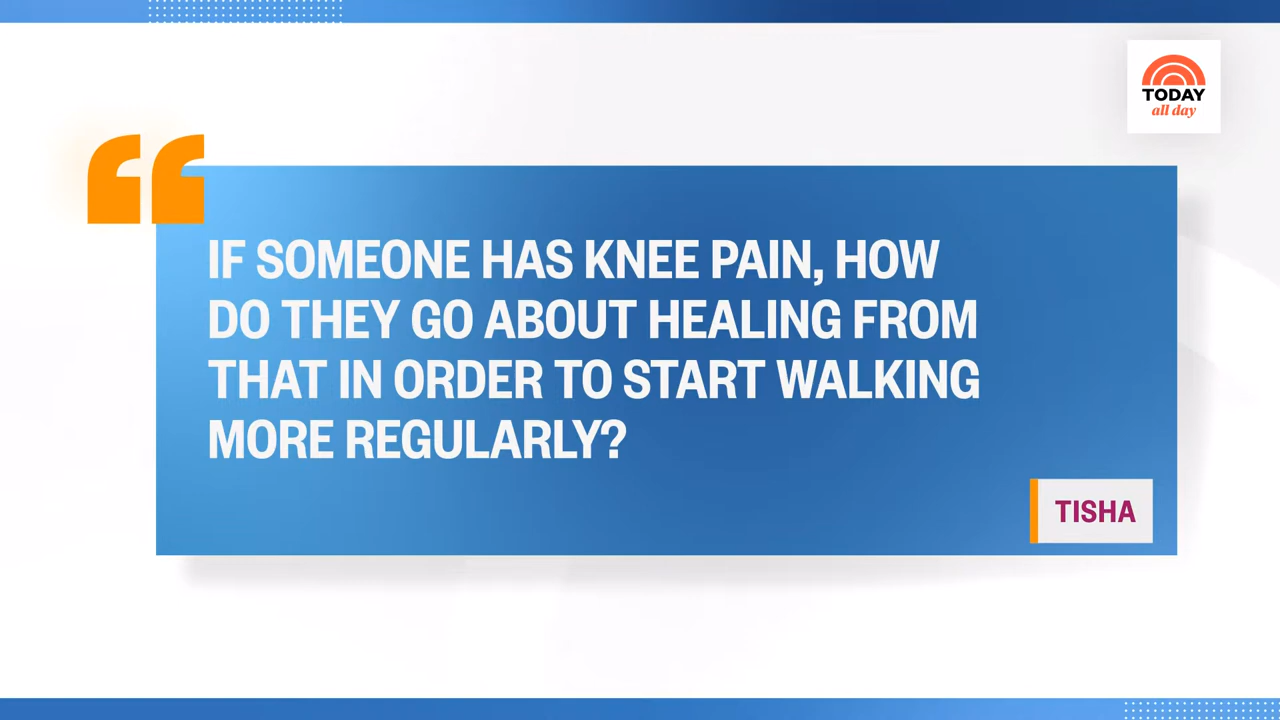 TODAY
all day
IF SOMEONE HAS KNEE PAIN, HOW
DO THEY GO ABOUT HEALING FROM
THAT IN ORDER TO START WALKING
MORE REGULARLY?
TISHA